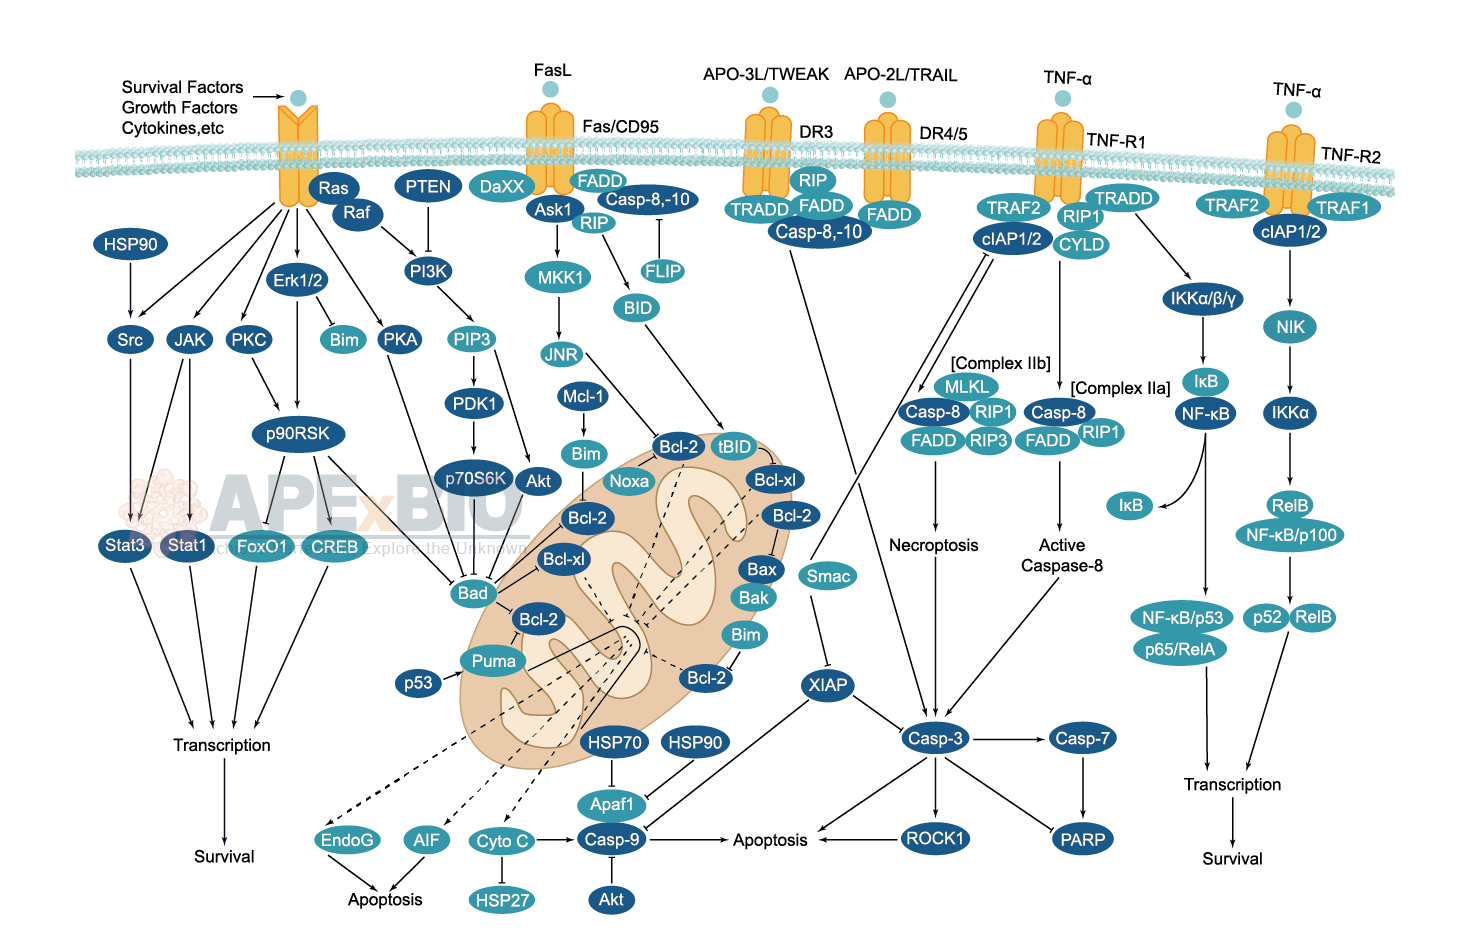 Survival Factors
Growth Factors
Cytokines,etc
FasL
APO-3L/TWEAK
APO-2L/TRAIL
TNF-α
TNF-α
Fas/CD95
DR3
DR4/5
TNF-R1
TNF-R2
Ras
Raf
PTEN
DaXX
FADD
Casp-8,-10
Ask1
RIP
FLIP
RIP
TRADD
FADD
Casp-8,-10
FADD
TRAF2
RIP1
TRADD
cIAP1/2
CYLD
TRAF2
TRAF1
cIAP1/2
HSP90
Erk1/2
PI3K
MKK1
BID
IKKα/β/γ
NIK
Src
JAK
PKC
Bim
PKA
PIP3
JNR
[Complex IIb]
MLKL
Casp-8
RIP1
FADD
RIP3
[Complex IIa]
Casp-8
RIP1
FADD
IκB
NF-κB
IKKα
PDK1
Mcl-1
p90RSK
Bim
Bcl-2
tBID
p70S6K
Akt
Noxa
Bcl-xl
Bcl-2
Bcl-2
IκB
RelB
NF-κB/p100
APExBIO
Explore the Unknown
Stat3
Stat1
FoxO1
CREB
Bcl-xl
Bax
Bak
Bim
Smac
Necroptosis
Active
Caspase-8
Bad
Bcl-2
Puma
p53
Bcl-2
XIAP
NF-κB/p53
p65/RelA
p52
RelB
Transcription
HSP70
HSP90
Casp-3
Casp-7
Transcription
Apaf1
EndoG
AIF
Cyto C
Casp-9
Apoptosis
ROCK1
PARP
Survival
Survival
Apoptosis
HSP27
Akt